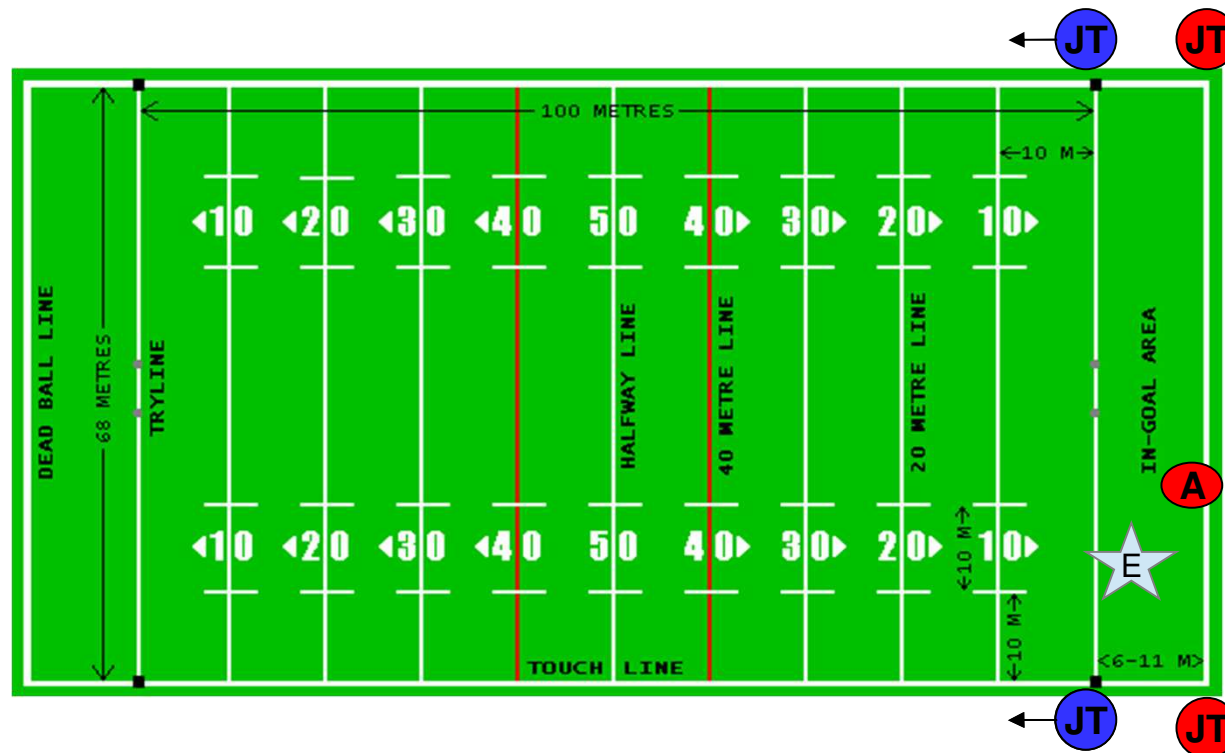 JT JT
100 METRES
10 M
10 20 30 40 50 40 30 20 10
DEAD BALL LINE
68 METRES
TRYLINE
HALFWAY LINE
40 METRE LINE
20 METRE LINE
IN-GOAL AREA
A
10 20 30 40 50 40 30 20 10
10 M
E
10 M
TOUCH LINE
6-11 M
JT JT